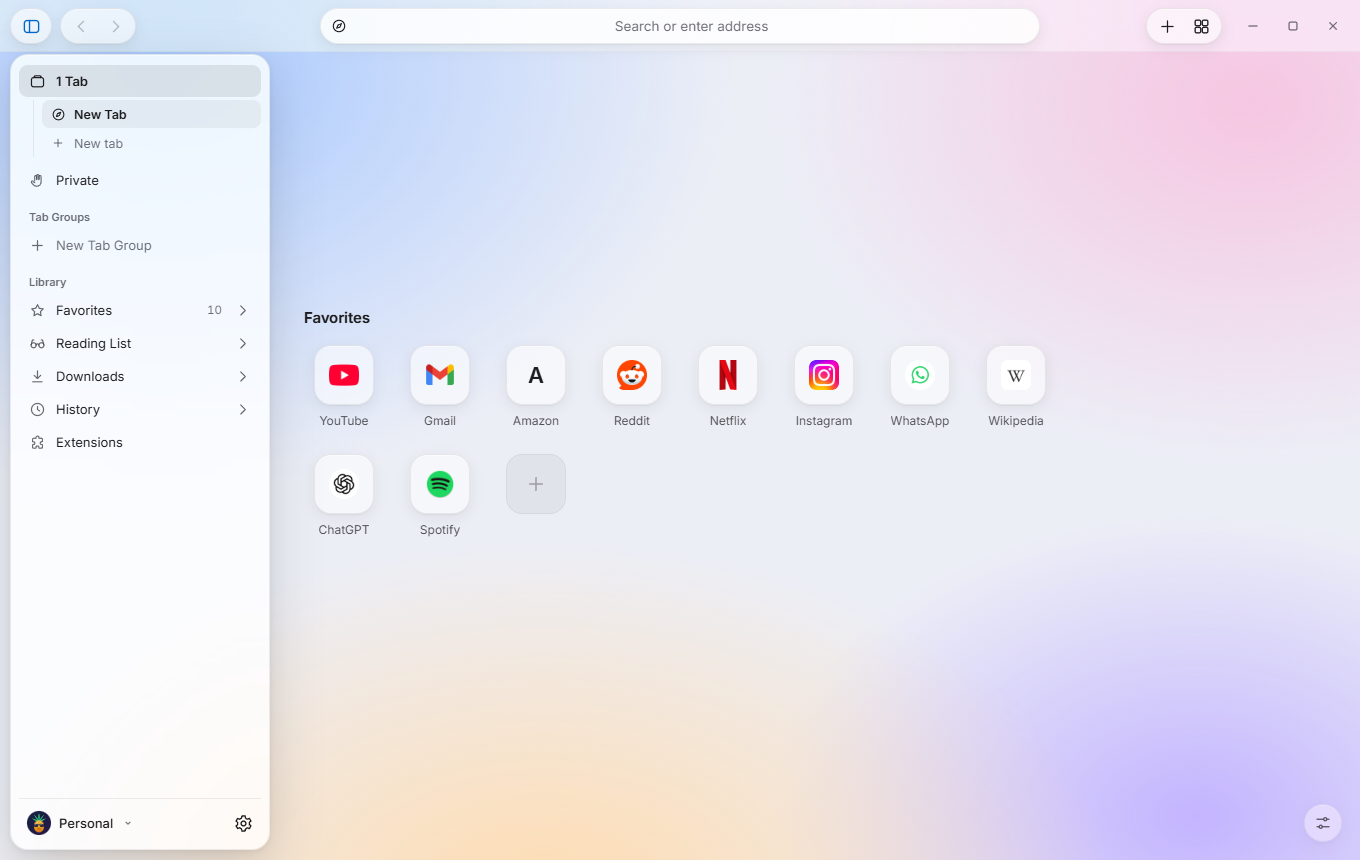 Search or enter address
1 Tab
New Tab
New tab
Private
Tab Groups
New Tab Group
Library
Favorites 10
Reading List
Downloads
History
Extensions
Personal
Favorites
A
W
YouTube Gmail Amazon Reddit Netflix Instagram WhatsApp Wikipedia
ChatGPT Spotify